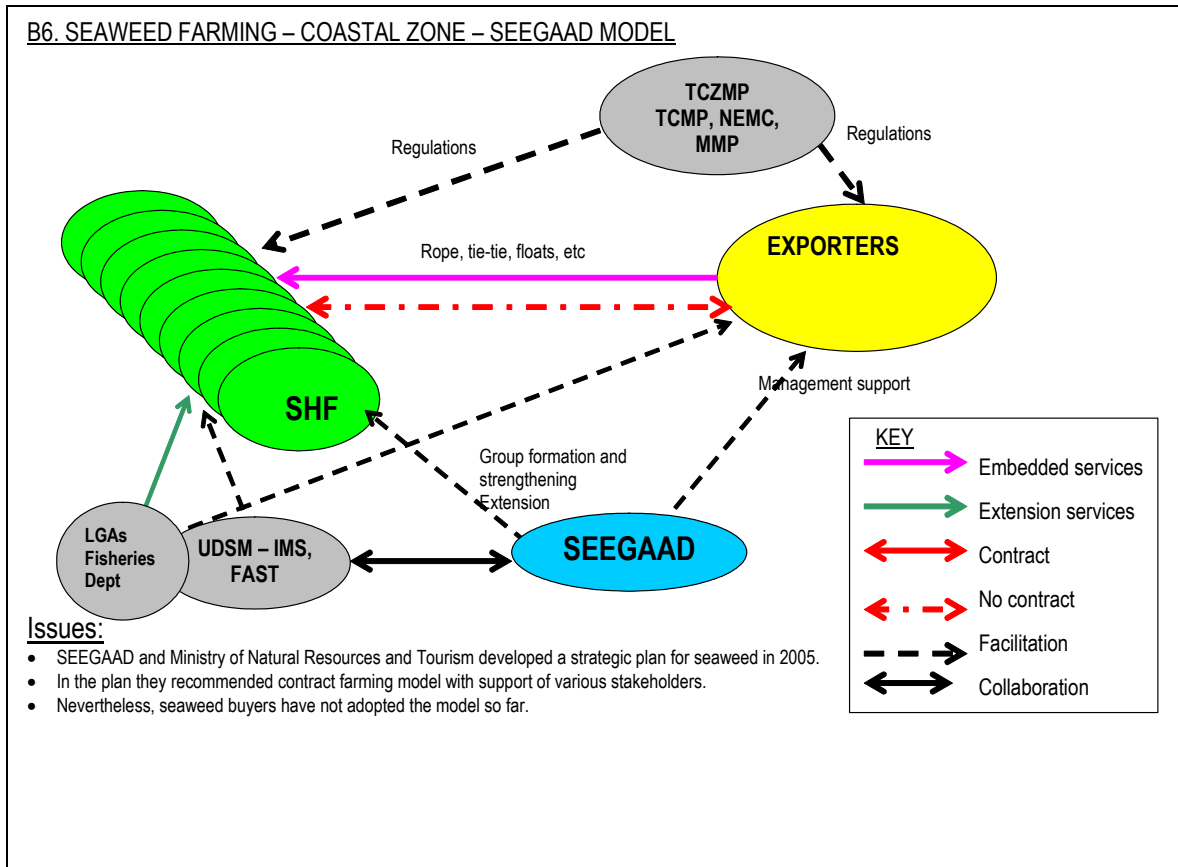 B6. SEAWEED FARMING – COASTAL ZONE – SEEGAAD MODEL
TCZMP
TCMP, NEMC,
MMP
Regulations
Regulations
EXPORTERS
Rope, tie-tie, floats, etc
SHF
Management support
Group formation and
strengthening
Extension
LGAs
Fisheries
Dept
UDSM – IMS,
FAST
SEEGAAD
KEY
Embedded services
Extension services
Contract
No contract
Facilitation
Collaboration
Issues:
• SEEGAAD and Ministry of Natural Resources and Tourism developed a strategic plan for seaweed in 2005.
• In the plan they recommended contract farming model with support of various stakeholders.
• Nevertheless, seaweed buyers have not adopted the model so far.